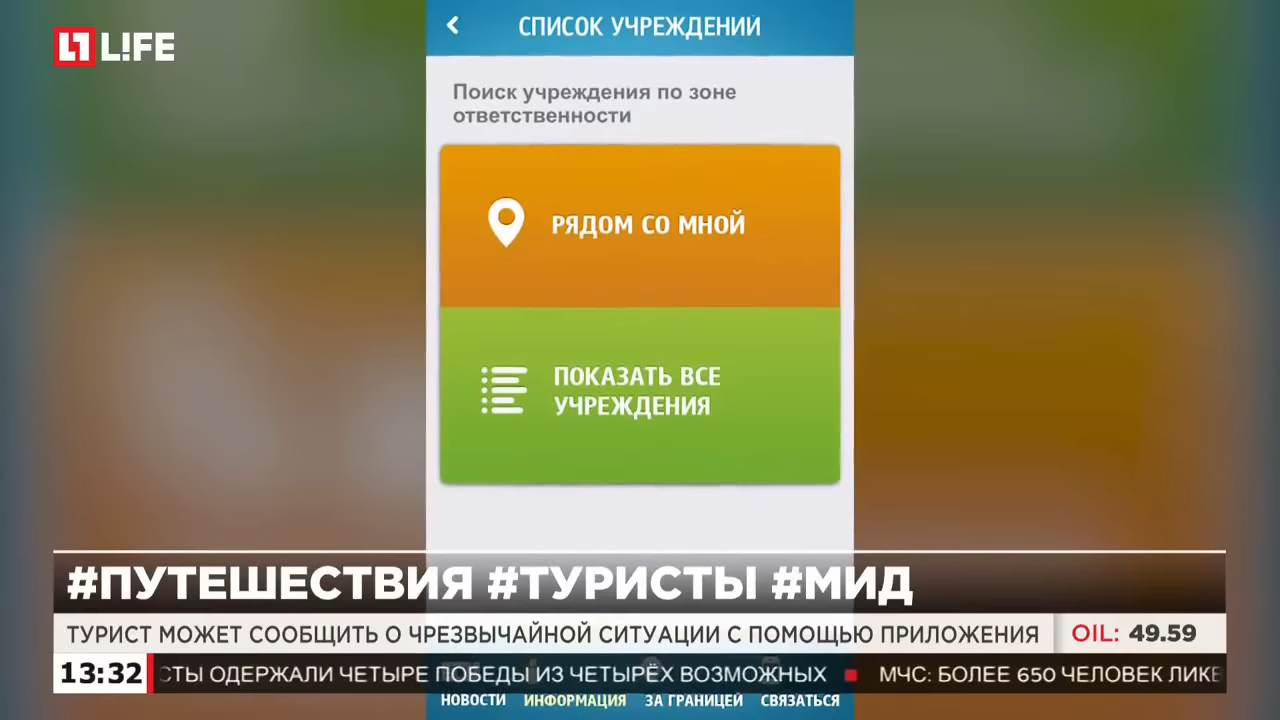 L!FE
СПИСОК УЧРЕЖДЕНИИ
Поиск учреждения по зоне
ответственности
РЯДОМ СО МНОЙ
ПОКАЗАТЬ ВСЕ
УЧРЕЖДЕНИЯ
#ПУТЕШЕСТВИЯ #ТУРИСТЫ #МИД
ТУРИСТ МОЖЕТ СООБЩИТЬ О ЧРЕЗВЫЧАЙНОЙ СИТУАЦИИ С ПОМОЩЬЮ ПРИЛОЖЕНИЯ OIL: 49.59
13:32 СТЫ ОДЕРЖАЛИ ЧЕТЫРЕ ПОБЕДЫ ИЗ ЧЕТЫРЁХ ВОЗМОЖНЫХ МЧС: БОЛЕЕ 650 ЧЕЛОВЕК ЛИКВ
НОВОСТИ ИНФОРМАЦИЯ ЗА ГРАНИЦЕЙ СВЯЗАТЬСЯ